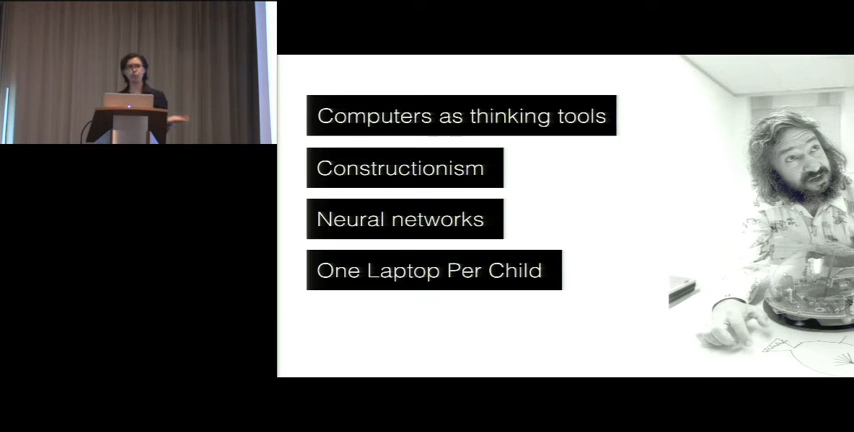 Computers as thinking tools
Constructionism
Neural networks
One Laptop Per Child